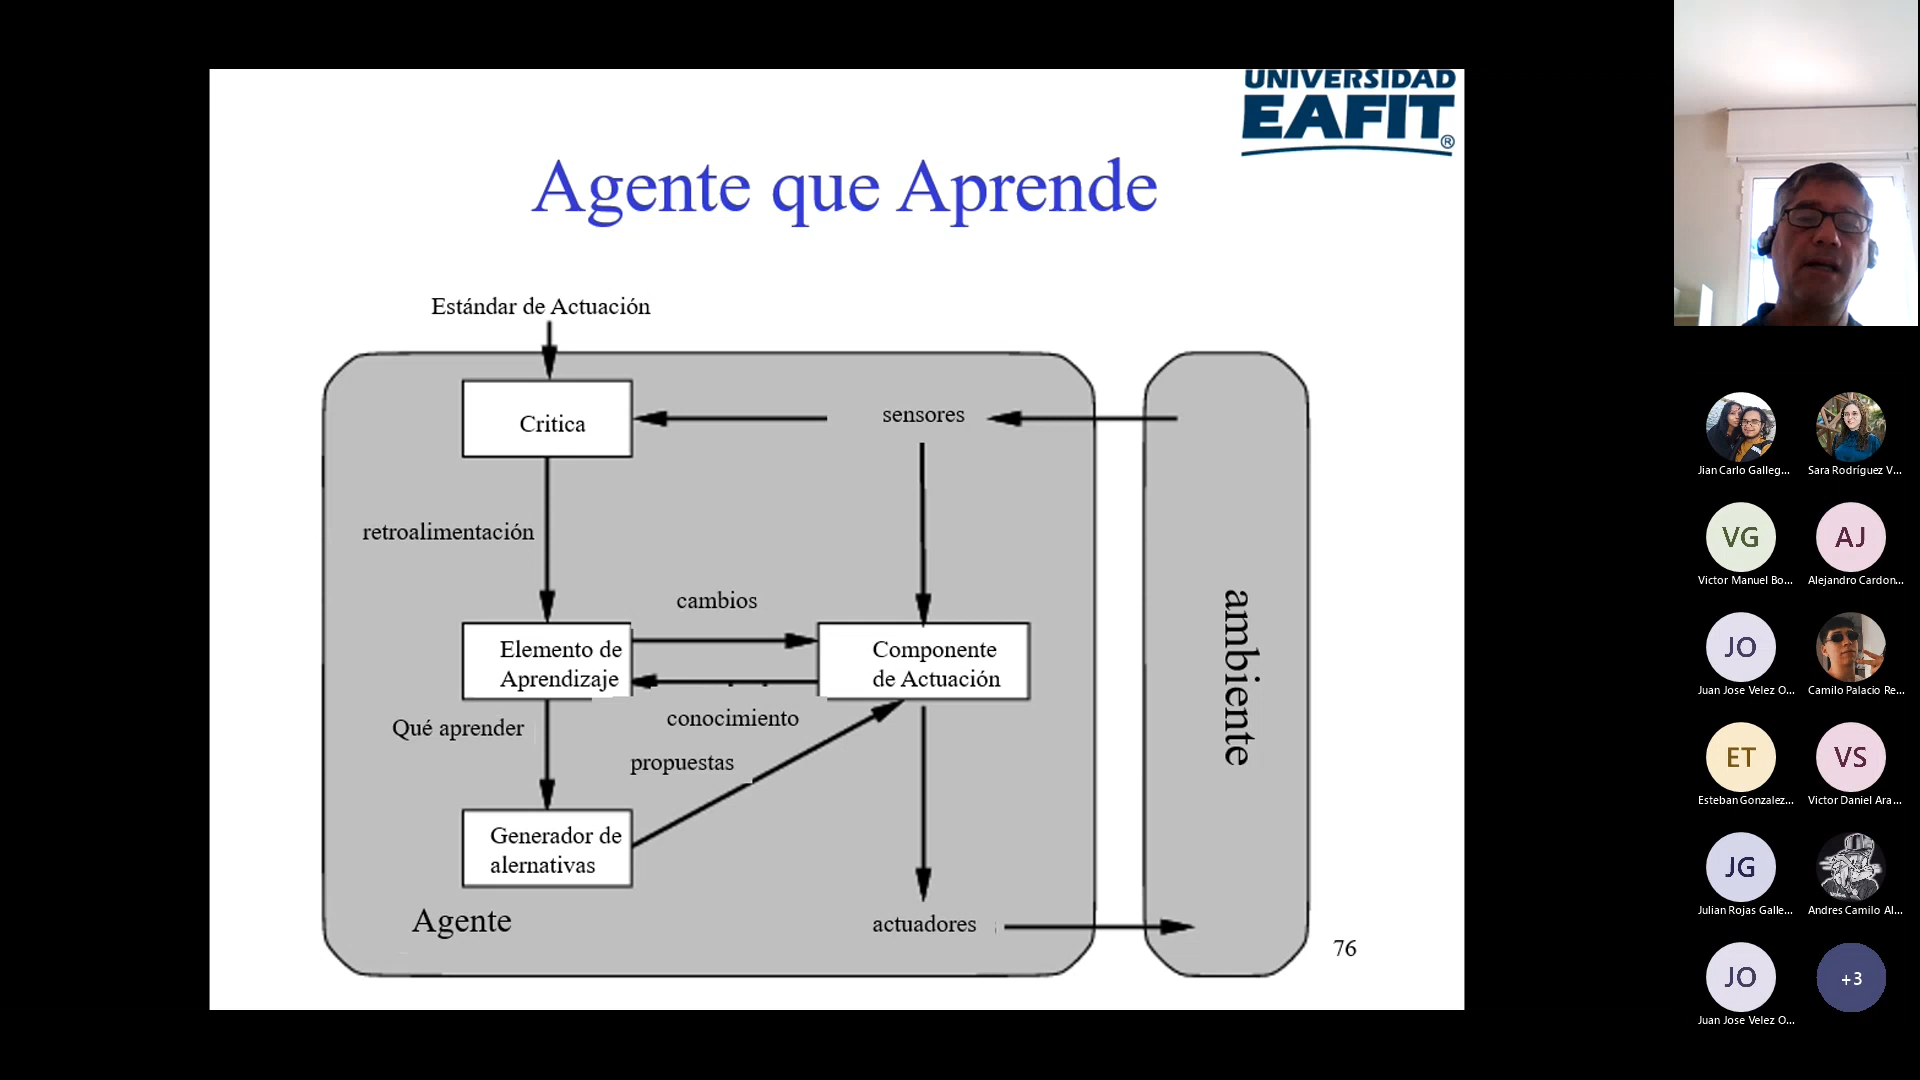 UNIVERSIDAD
EAFIT®
Agente que Aprende
Estándar de Actuación
Critica
sensores
retroalimentación
cambios
Elemento de
Aprendizaje
Componente
de Actuación
conocimiento
Qué aprender
propuestas
Generador de
alernativas
Agente
actuadores
ambiente
76
Jian Carlo Galleg...
Sara Rodríguez V...
VG
Victor Manuel Bo...
AJ
Alejandro Cardon...
JO
Juan Jose Velez O...
Camilo Palacio Re...
ET
Esteban Gonzalez...
VS
Victor Daniel Ara...
JG
Julian Rojas Galle...
Andres Camilo Al...
JO
Juan Jose Velez O...
+3